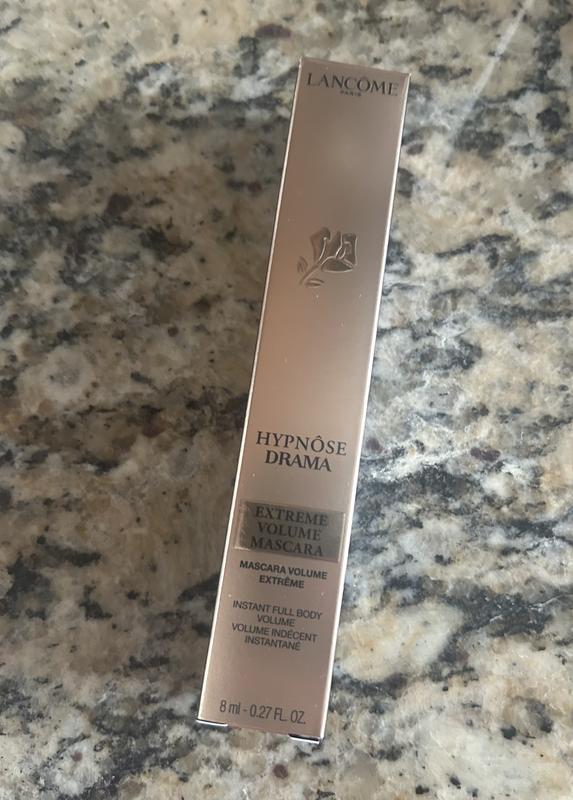 LANCÔME
PARIS
HYPNÔSE
DRAMA
EXTREME
VOLUME
MASCARA
MASCARA VOLUME
EXTRÊME
INSTANT FULL BODY
VOLUME
VOLUME INDÉCENT
INSTANTANÉ
8 ml - 0.27 FL. OZ.